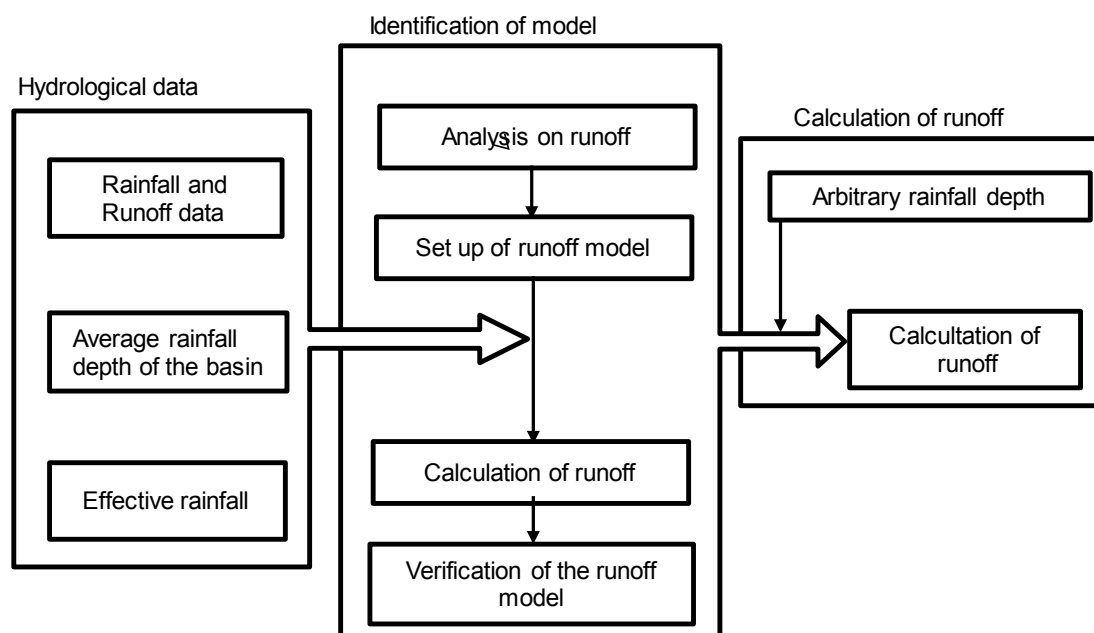 Identification of model
Hydrological data
Rainfall and
Runoff data
Average rainfall
depth of the basin
Effective rainfall
Analysis on runoff
Set up of runoff model
Calculation of runoff
Verification of the runoff
model
Calculation of runoff
Arbitrary rainfall depth
Calcultation of
runoff